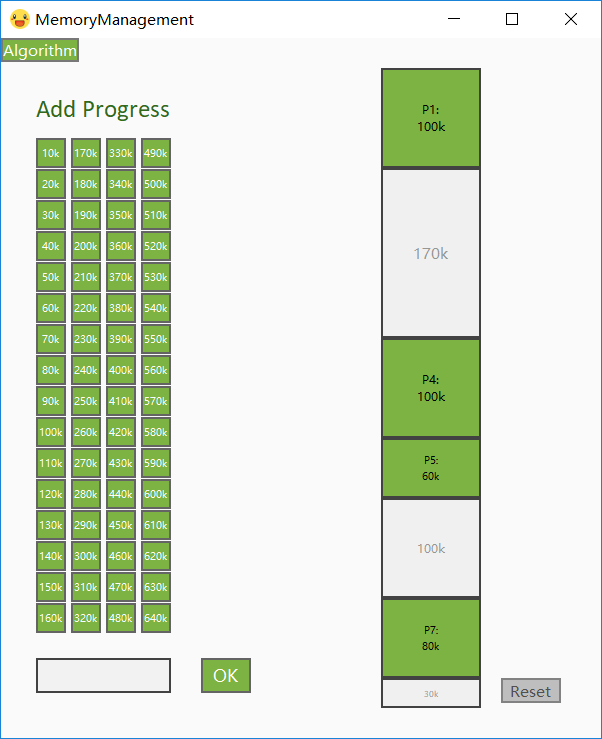 MemoryManagement
Algorithm
Add Progress
10k 170k 330k 490k
20k 180k 340k 500k
30k 190k 350k 510k
40k 200k 360k 520k
50k 210k 370k 530k
60k 220k 380k 540k
70k 230k 390k 550k
80k 240k 400k 560k
90k 250k 410k 570k
100k 260k 420k 580k
110k 270k 430k 590k
120k 280k 440k 600k
130k 290k 450k 610k
140k 300k 460k 620k
150k 310k 470k 630k
160k 320k 480k 640k
OK
P1:
100k
170k
P4:
100k
P5:
60k
100k
P7:
80k
30k
Reset